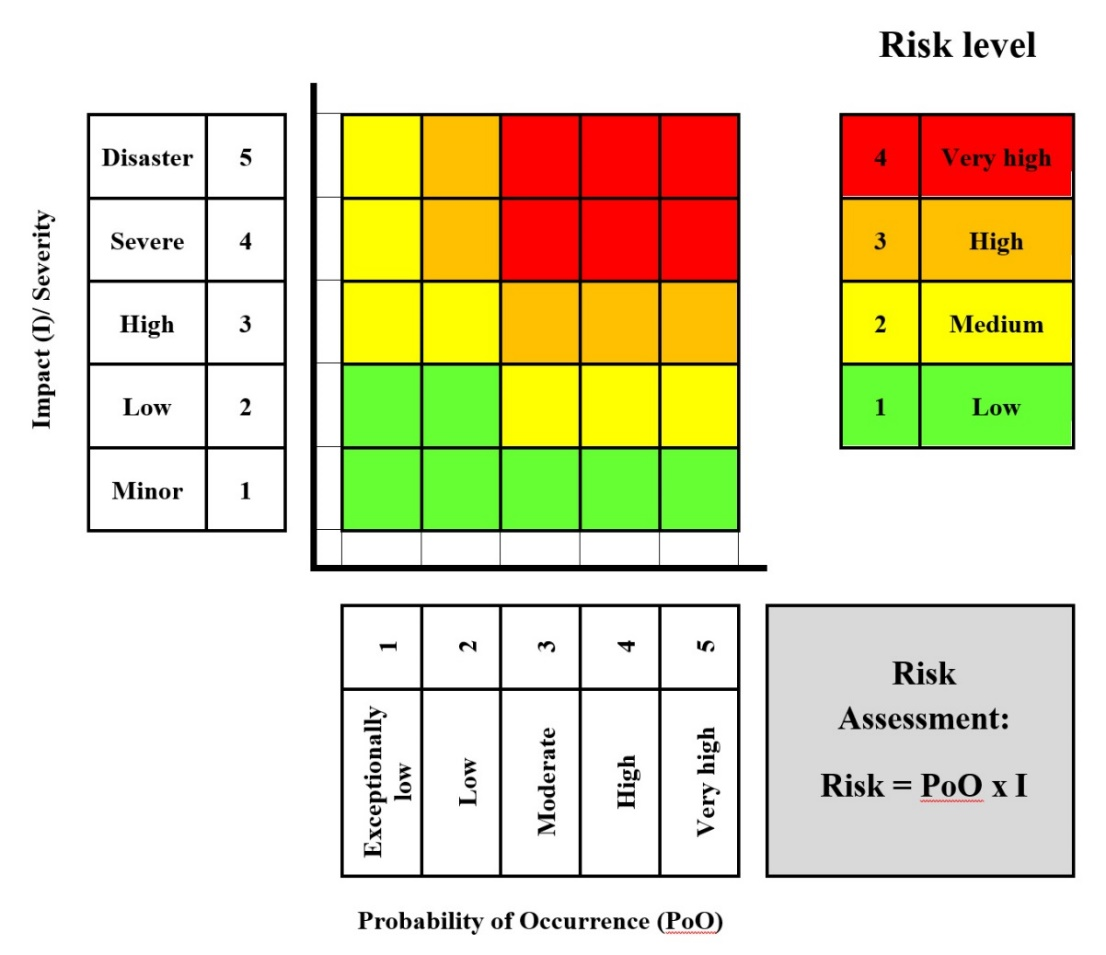 Risk level
Impact (I)/ Severity
Disaster 5
Severe 4
High 3
Low 2
Minor 1
4 Very high
3 High
2 Medium
1 Low
1 2 3 4 5
Exceptionally
low
Low
Moderate
High
Very high
Risk
Assessment:
Risk = PoO x I
Probability of Occurrence (PoO)